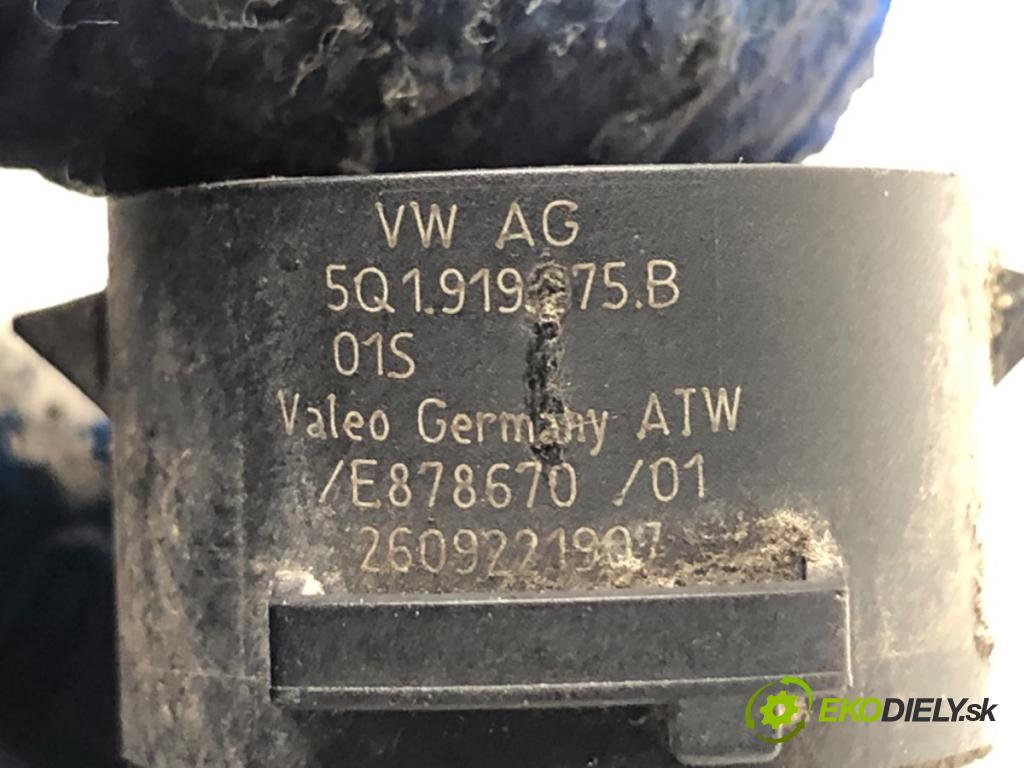 VW AG
01S
Valeo Germany ATW
/E878670 /01
2609221907
EKODIELY.sk